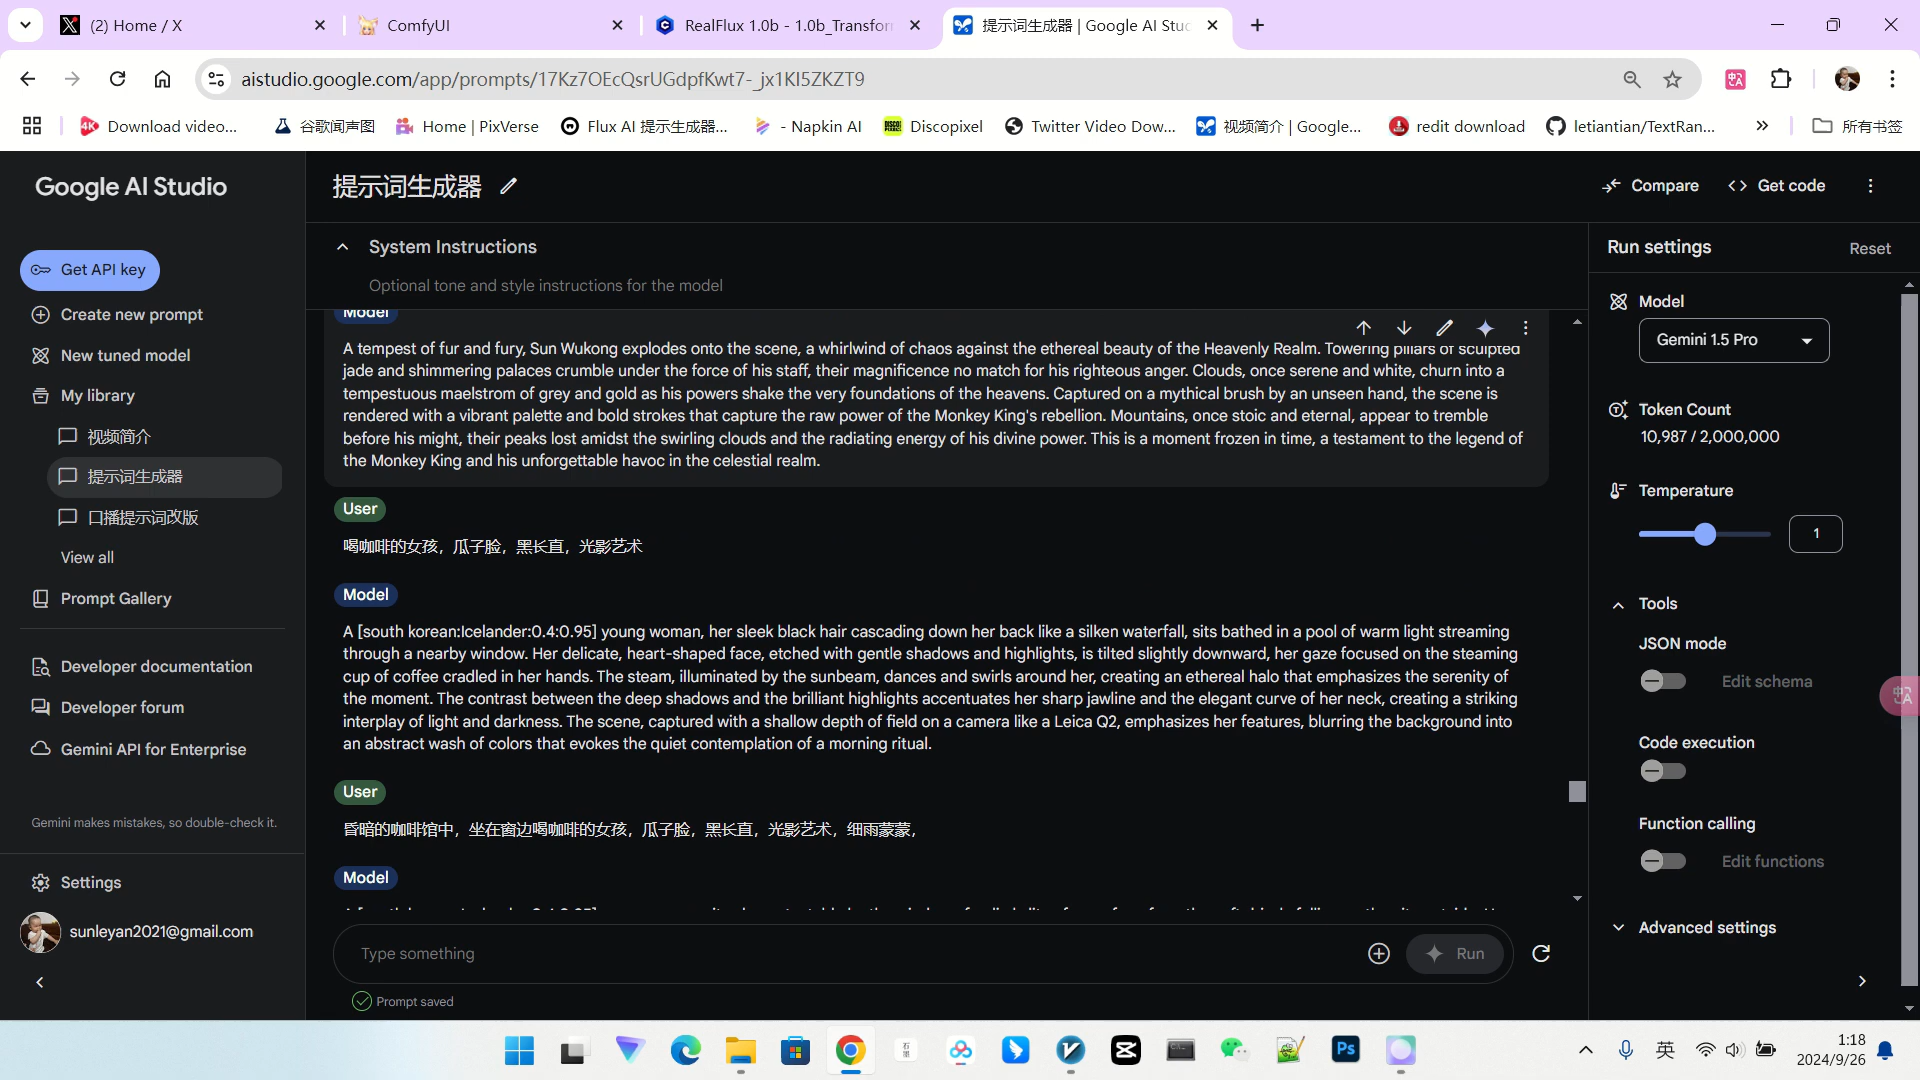 (2) Home / X
ComfyUI
RealFlux 1.0b - 1.0b_Transfor
提示词生成器 | Google AI Stud
aistudio.google.com/app/prompts/17Kz7OEcQsrUGdpfKwt7-_jx1KI5ZKZT9
Download video...
谷歌闻声图
Home | PixVerse
Flux AI 提示生成器...
- Napkin AI
Discopixel
Twitter Video Dow...
视频简介 | Google...
redit download
letiantian/TextRan...
所有书签
Google AI Studio
Get API key
Create new prompt
New tuned model
My library
视频简介
提示词生成器
口播提示词改版
View all
Prompt Gallery
Developer documentation
Developer forum
Gemini API for Enterprise
Gemini makes mistakes, so double-check it.
Settings
sunleyan2021@gmail.com
提示词生成器
Compare
Get code
System Instructions
Optional tone and style instructions for the model
Model
A tempest of fur and fury, Sun Wukong explodes onto the scene, a whirlwind of chaos against the ethereal beauty of the Heavenly Realm. Towering pillars of sculpted
jade and shimmering palaces crumble under the force of his staff, their magnificence no match for his righteous anger. Clouds, once serene and white, churn into a
tempestuous maelstrom of grey and gold as his powers shake the very foundations of the heavens. Captured on a mythical brush by an unseen hand, the scene is
rendered with a vibrant palette and bold strokes that capture the raw power of the Monkey King's rebellion. Mountains, once stoic and eternal, appear to tremble
before his might, their peaks lost amidst the swirling clouds and the radiating energy of his divine power. This is a moment frozen in time, a testament to the legend of
the Monkey King and his unforgettable havoc in the celestial realm.
User
喝咖啡的女孩，瓜子脸，黑长直，光影艺术
Model
A [south korean:Icelander:0.4:0.95] young woman, her sleek black hair cascading down her back like a silken waterfall, sits bathed in a pool of warm light streaming
through a nearby window. Her delicate, heart-shaped face, etched with gentle shadows and highlights, is tilted slightly downward, her gaze focused on the steaming
cup of coffee cradled in her hands. The steam, illuminated by the sunbeam, dances and swirls around her, creating an ethereal halo that emphasizes the serenity of
the moment. The contrast between the deep shadows and the brilliant highlights accentuates her sharp jawline and the elegant curve of her neck, creating a striking
interplay of light and darkness. The scene, captured with a shallow depth of field on a camera like a Leica Q2, emphasizes her features, blurring the background into
an abstract wash of colors that evokes the quiet contemplation of a morning ritual.
User
昏暗的咖啡馆中，坐在窗边喝咖啡的女孩，瓜子脸，黑长直，光影艺术，细雨蒙蒙，
Model
Type something
Run
Prompt saved
Run settings
Reset
Model
Gemini 1.5 Pro
Token Count
10,987 / 2,000,000
Temperature
1
Tools
JSON mode
Edit schema
Code execution
Function calling
Edit functions
Advanced settings
Ps
英
1:18
2024/9/26